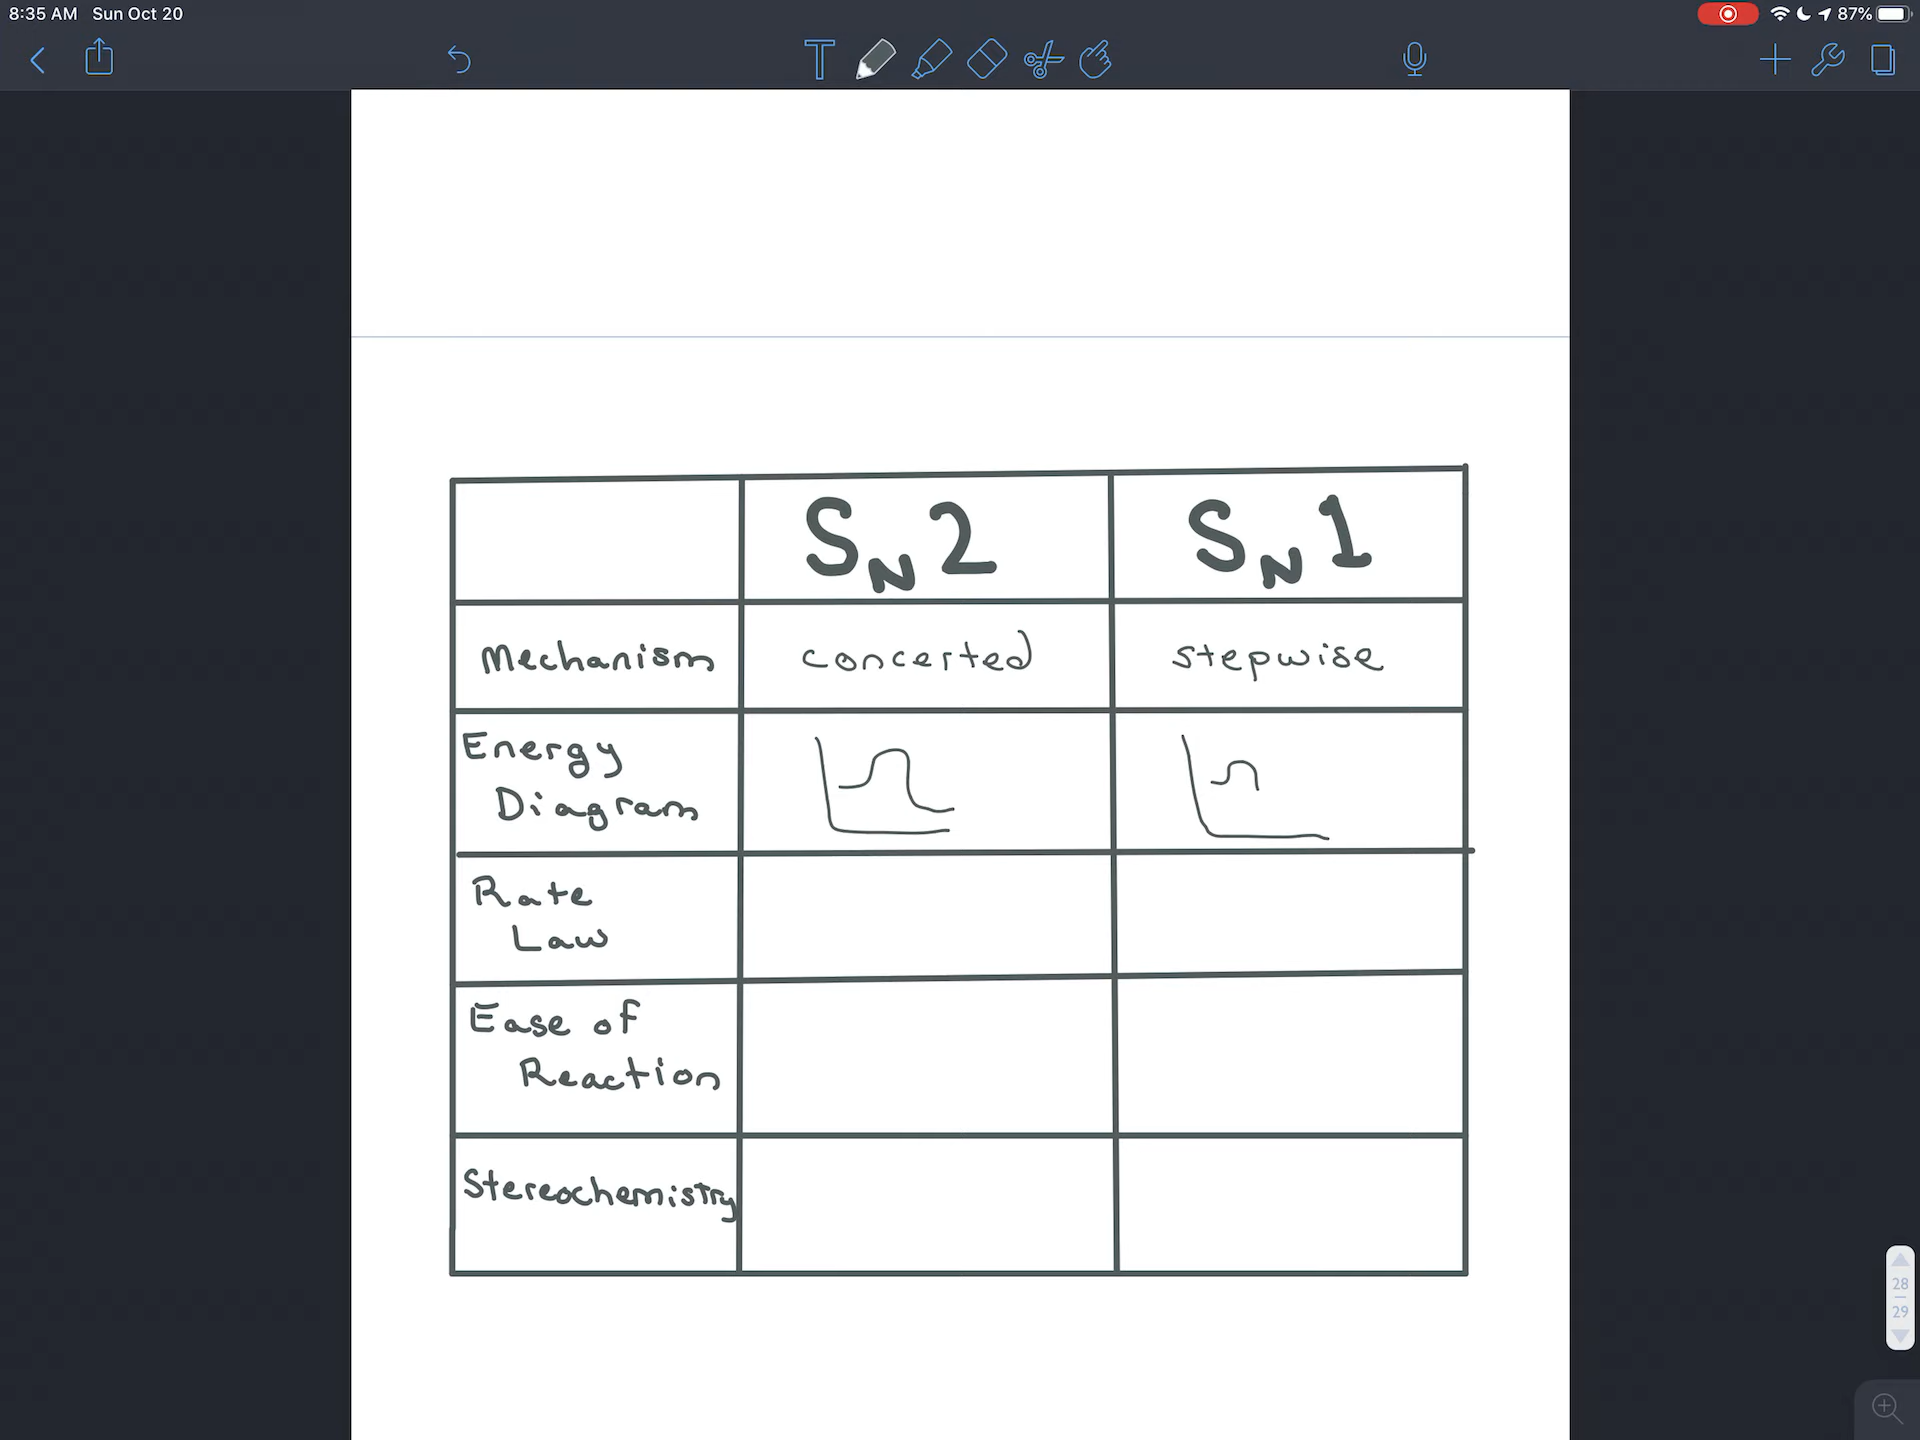 8:35 AM Sun Oct 20
87%
T
SN2 SN1
Mechanism concerted stepwise
Energy
Diagram
Rate
Law
Ease of
Reaction
Stereochemistry
28
29